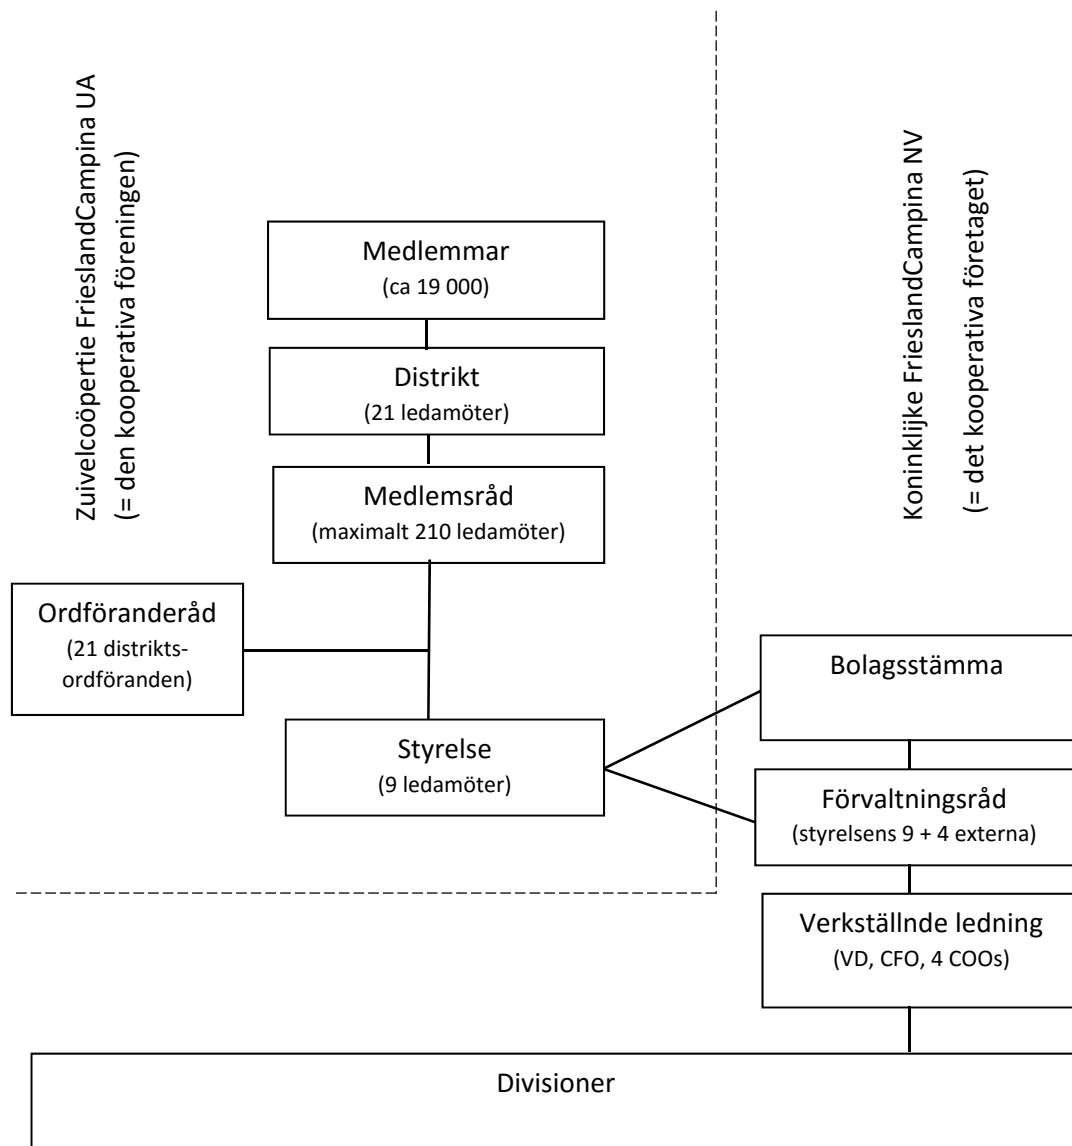 Zuivelcoöpertie FrieslandCampina UA
(= den kooperativa föreningen)
Koninklijke FrieslandCampina NV
(= det kooperativa företaget)
Medlemmar
(ca 19 000)
Distrikt
(21 ledamöter)
Medlemsråd
(maximalt 210 ledamöter)
Ordföranderåd
(21 distrikts-
ordföranden)
Styrelse
(9 ledamöter)
Bolagsstämma
Förvaltningsråd
(styrelsens 9 + 4 externa)
Verkställnde ledning
(VD, CFO, 4 COOs)
Divisioner